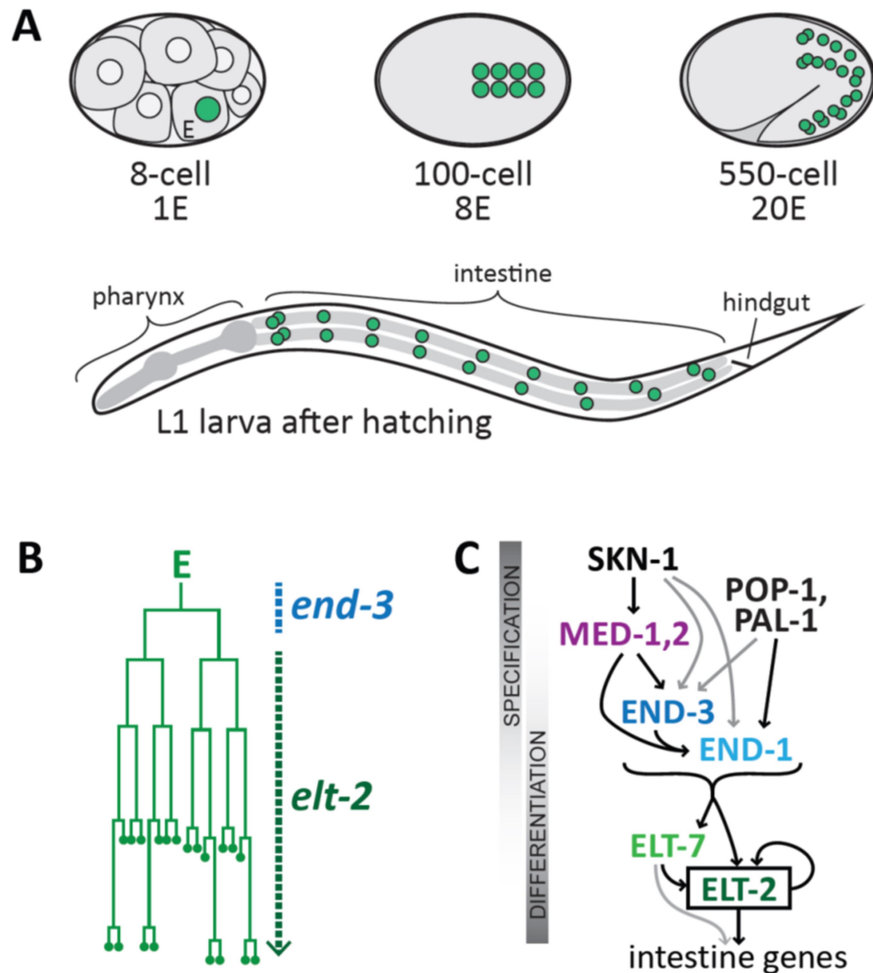 A
E
8-cell
1E
100-cell
8E
550-cell
20E
pharynx
intestine
hindgut
L1 larva after hatching
B
E
end-3
elt-2
C
SPECIFICATION
DIFFERENTIATION
SKN-1
POP-1,
PAL-1
MED-1,2
END-3
END-1
ELT-7
ELT-2
intestine genes